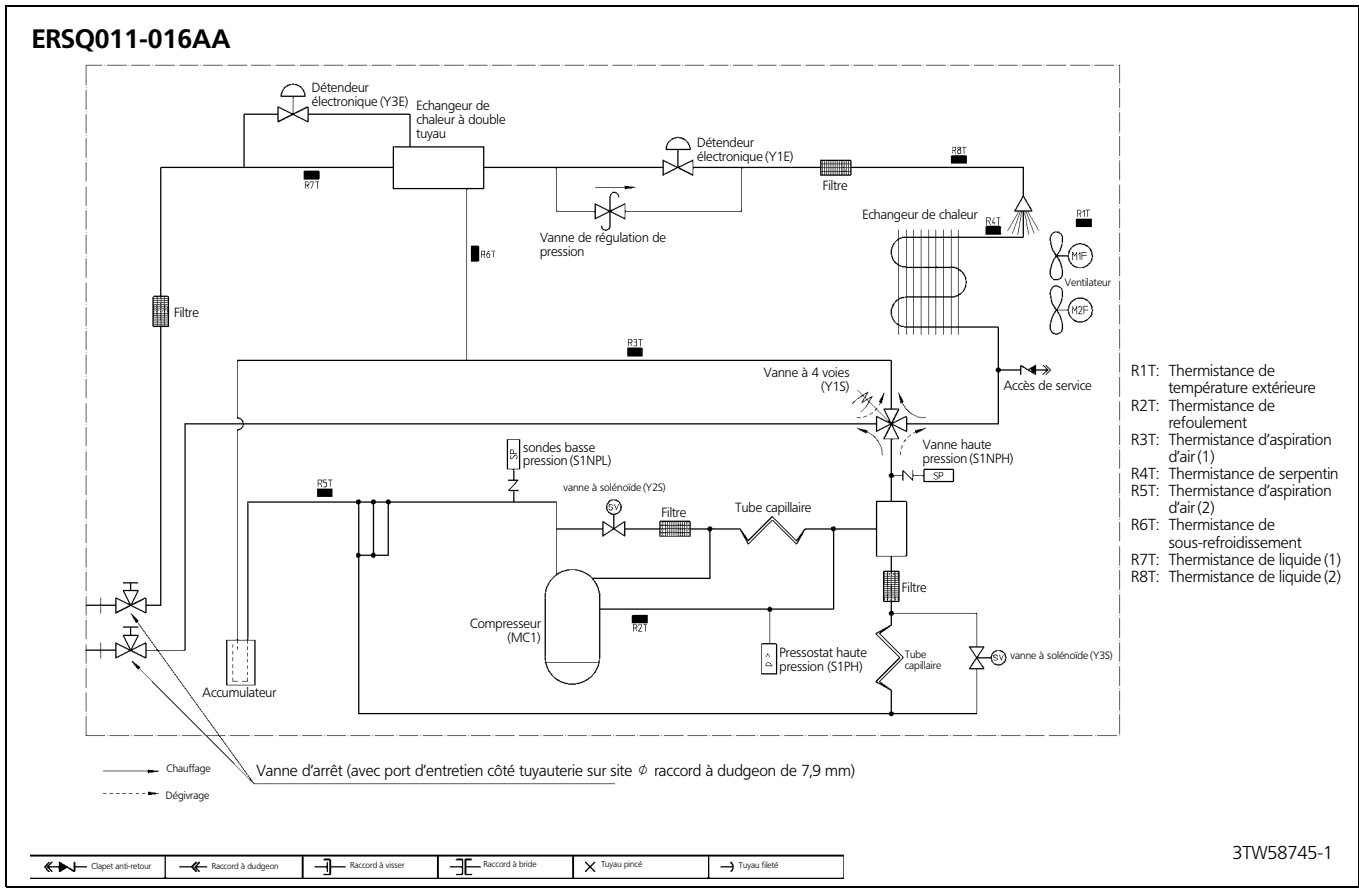 ERSQ011-016AA
Détendeur
électronique (Y3E)
Echangeur de
chaleur à double
tuyau
Détendeur
électronique (Y1E)
R8T
R7T
Filtre
Echangeur de chaleur
R4T
R1T
Vanne de régulation de
pression
R6T
M1F
Ventilateur
M2F
Filtre
R3T
Vanne à 4 voies
(Y1S)
Accès de service
R1T: Thermistance de
température extérieure
R2T: Thermistance de
refoulement
R3T: Thermistance d'aspiration
d'air (1)
R4T: Thermistance de serpentin
R5T: Thermistance d'aspiration
d'air (2)
R6T: Thermistance de
sous-refroidissement
R7T: Thermistance de liquide (1)
R8T: Thermistance de liquide (2)
SP
sondes basse
pression (S1NPL)
Vanne haute
pression (S1NPH)
SP
R5T
vanne à solénoïde (Y2S)
SV
Filtre
Tube capillaire
Filtre
Compresseur
(MC1)
R2T
Pressostat haute
pression (S1PH)
Tube
capillaire
SV
vanne à solénoïde (Y3S)
Accumulateur
Chauffage
Dégivrage
Vanne d'arrêt (avec port d'entretien côté tuyauterie sur site ϕ raccord à dudgeon de 7,9 mm)
Clapet anti-retour
Raccord à dudgeon
Raccord à visser
Raccord à bride
Tuyau pincé
Tuyau fileté
3TW58745-1